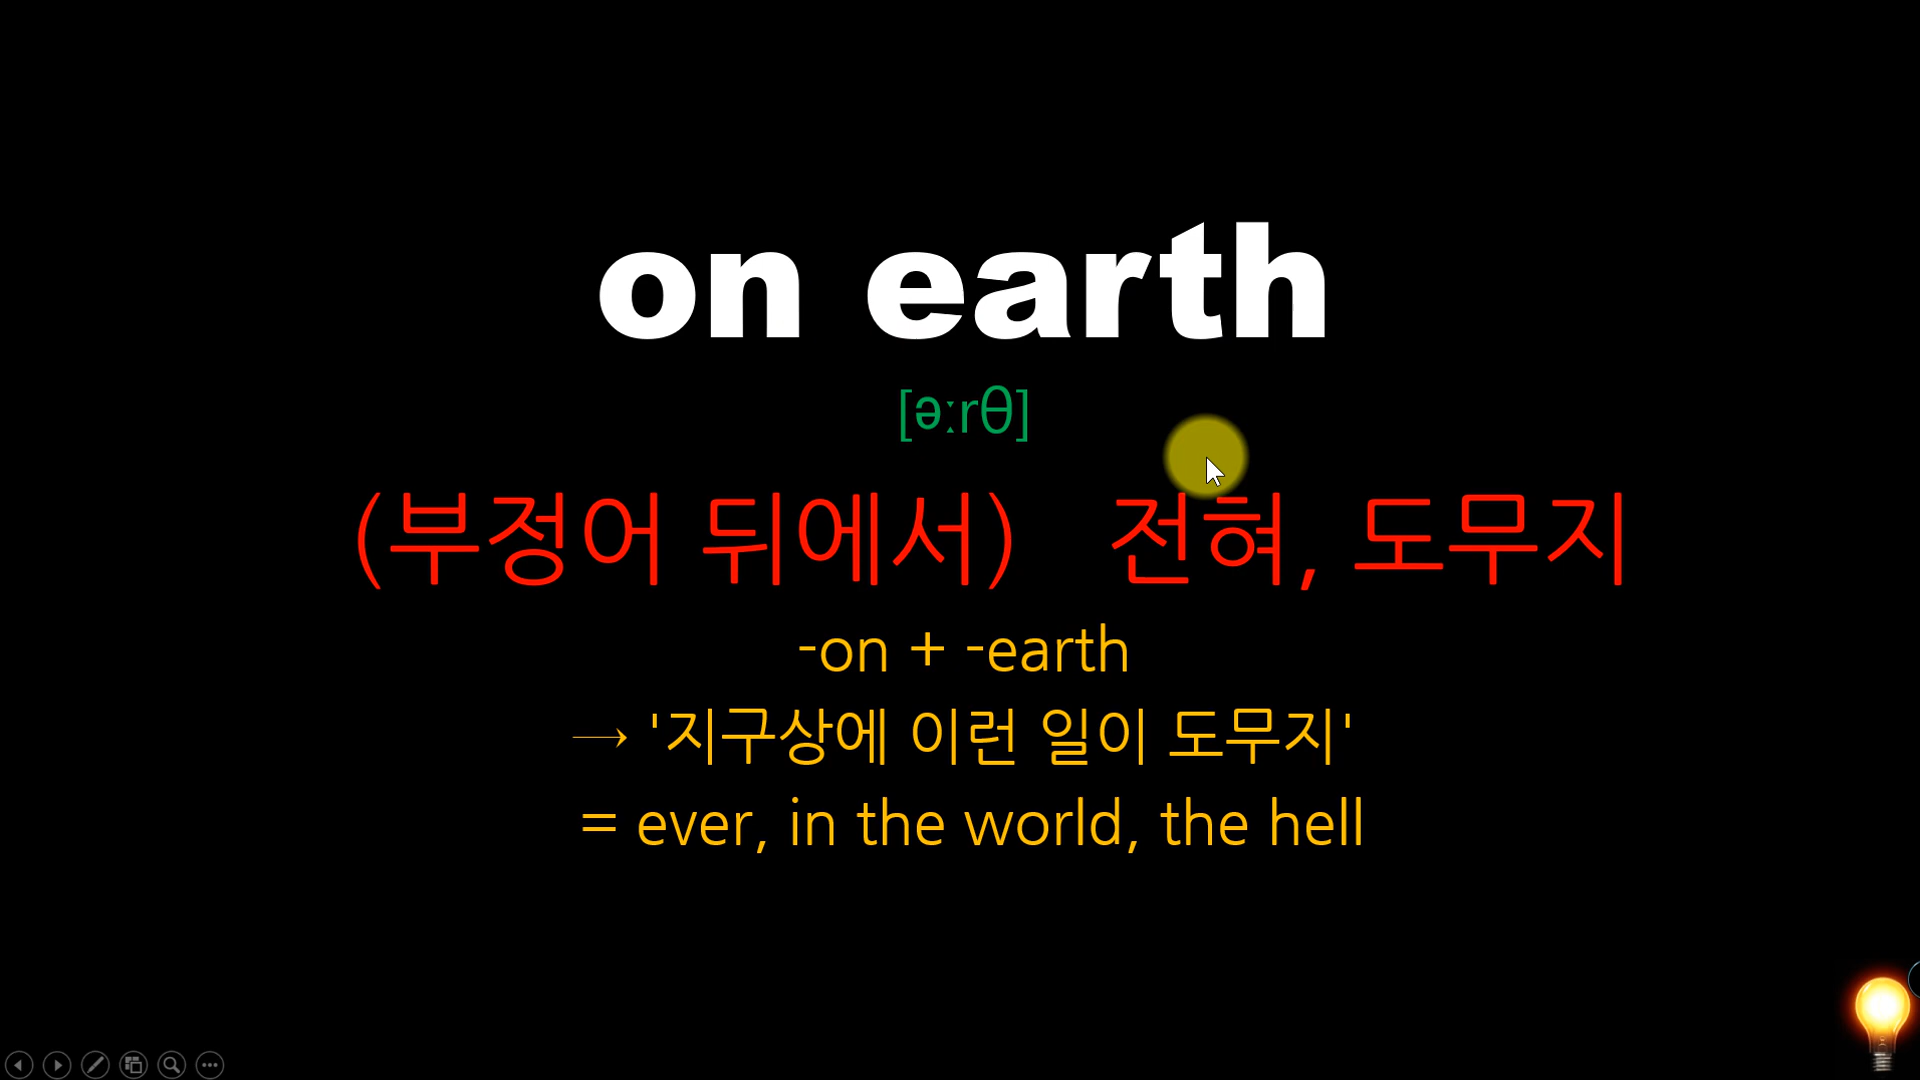 on earth
[ə:rθ]
(부정어 뒤에서) 전혀, 도무지
-on + -earth
→ '지구상에 이런 일이 도무지'
= ever, in the world, the hell